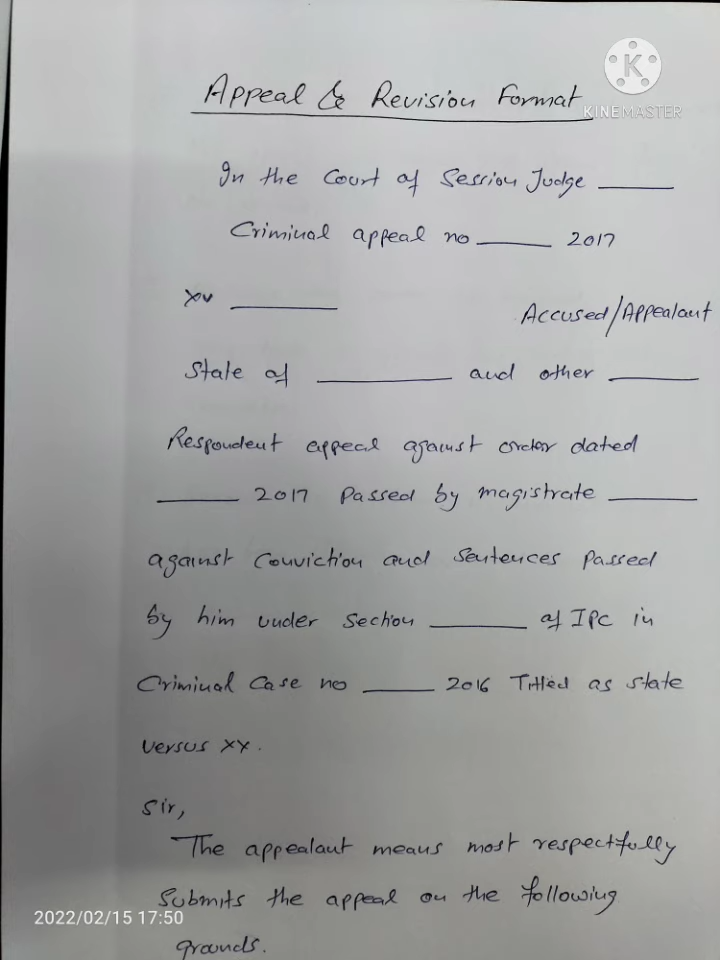 Appeal & Revision Format
KINEMASTER
In the Court of Session Judge ______
Criminal appeal no ______ 2017
xv ______
Accused/Appealant
State of ______ and other ______
Respondent appeal against order dated
______ 2017 Passed by magistrate ______
against Conviction and Sentences passed
by him under Section ______ of IPC in
Criminal Case no ______ 2016 Titled as state
versus xx.
Sir,
The appealant means most respectfully
Submits the appeal on the following
grounds.
2022/02/15 17:50